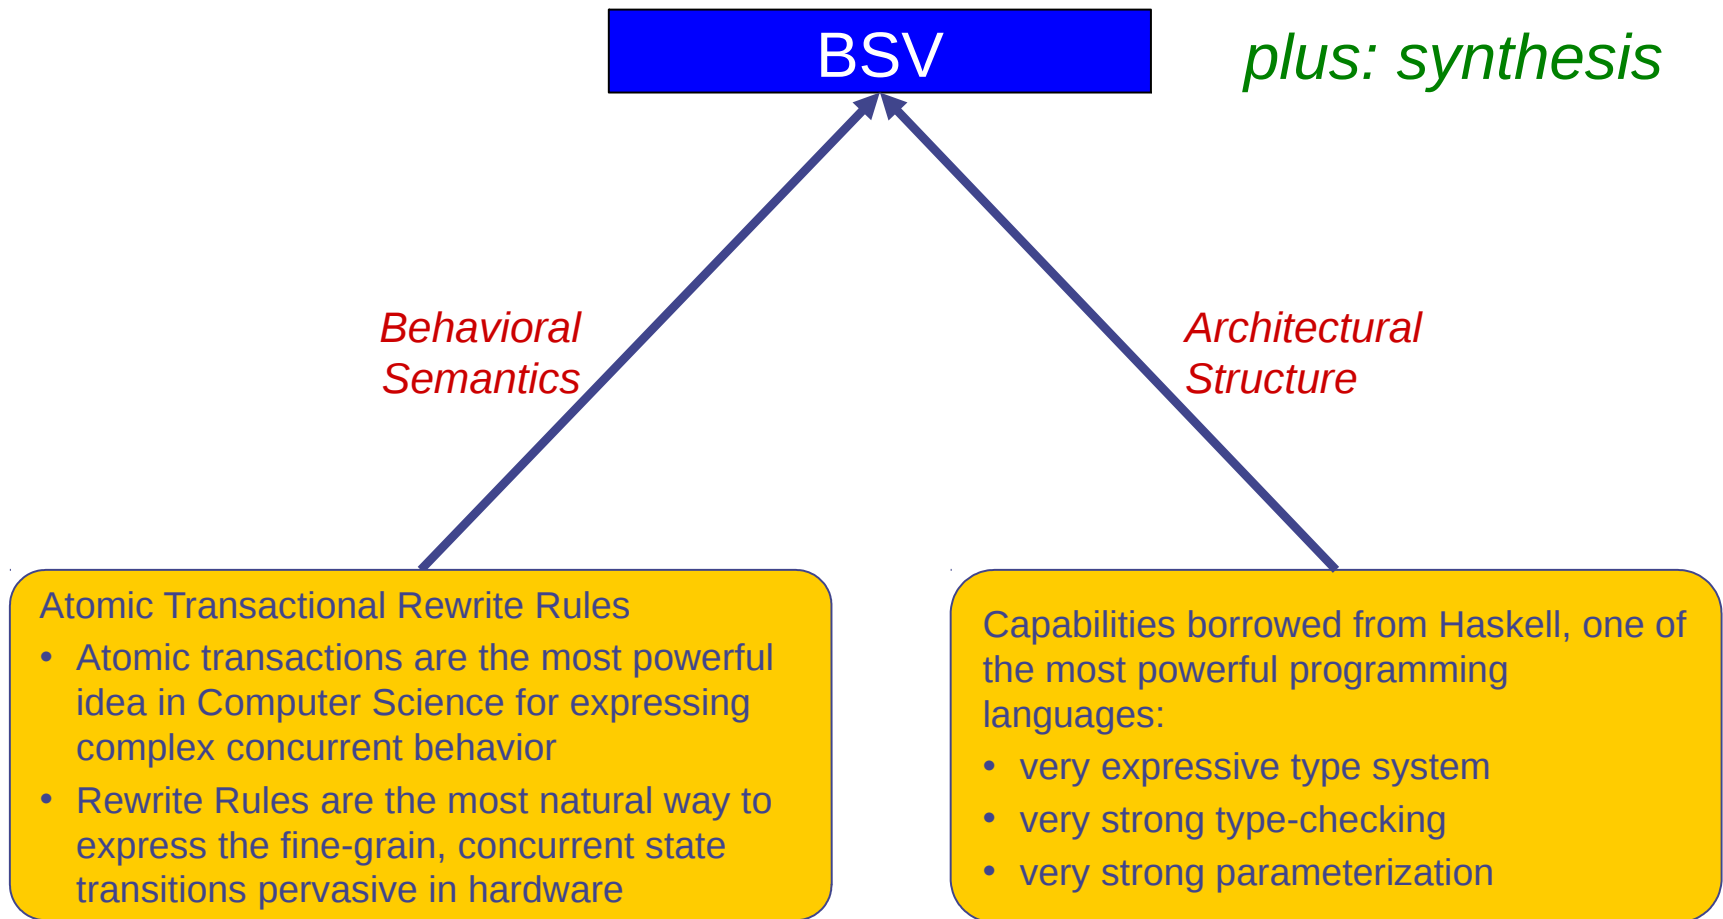 BSV
plus: synthesis
Behavioral
Semantics
Architectural
Structure
Atomic Transactional Rewrite Rules
• Atomic transactions are the most powerful
idea in Computer Science for expressing
complex concurrent behavior
• Rewrite Rules are the most natural way to
express the fine-grain, concurrent state
transitions pervasive in hardware
Capabilities borrowed from Haskell, one of
the most powerful programming
languages:
• very expressive type system
• very strong type-checking
• very strong parameterization